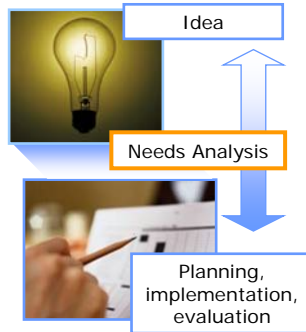 Idea
Needs Analysis
Planning,
implementation,
evaluation